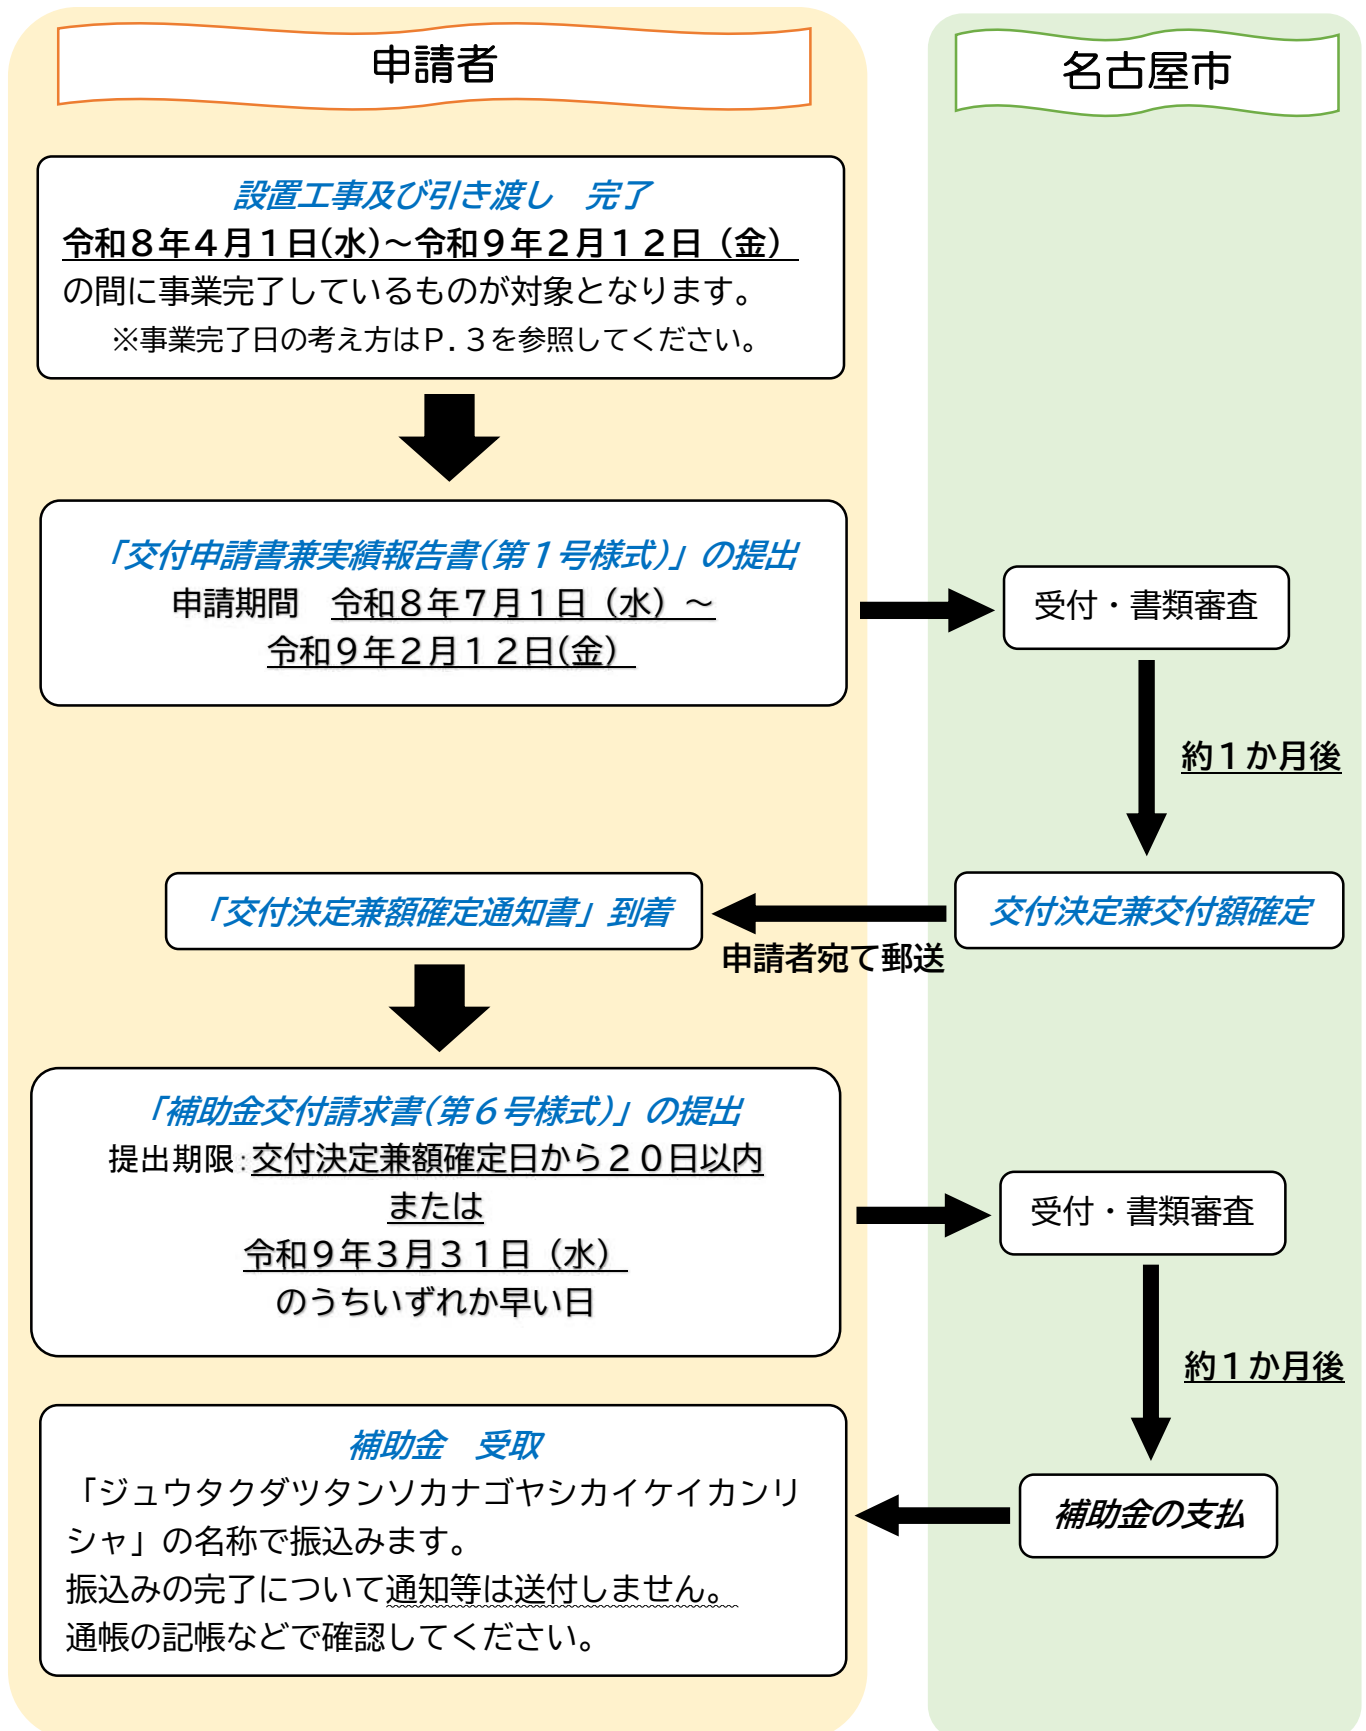 申請者
名古屋市
設置工事及び引き渡し　完了
令和８年４月１日(水)～令和９年２月１２日（金）
の間に事業完了しているものが対象となります。
※事業完了日の考え方はＰ．３を参照してください。
「交付申請書兼実績報告書(第１号様式)」の提出
申請期間　令和８年７月１日（水）～
令和９年２月１２日(金）
受付・書類審査
約１か月後
交付決定兼交付額確定
「交付決定兼額確定通知書」到着
申請者宛て郵送
「補助金交付請求書(第６号様式)」の提出
提出期限：交付決定兼額確定日から２０日以内
または
令和９年３月３１日（水）
のうちいずれか早い日
受付・書類審査
約１か月後
補助金の支払
補助金　受取
「ジュウタクダツタンソカナゴヤシカイケイカンリ
シャ」の名称で振込みます。
振込みの完了について通知等は送付しません。
通帳の記帳などで確認してください。